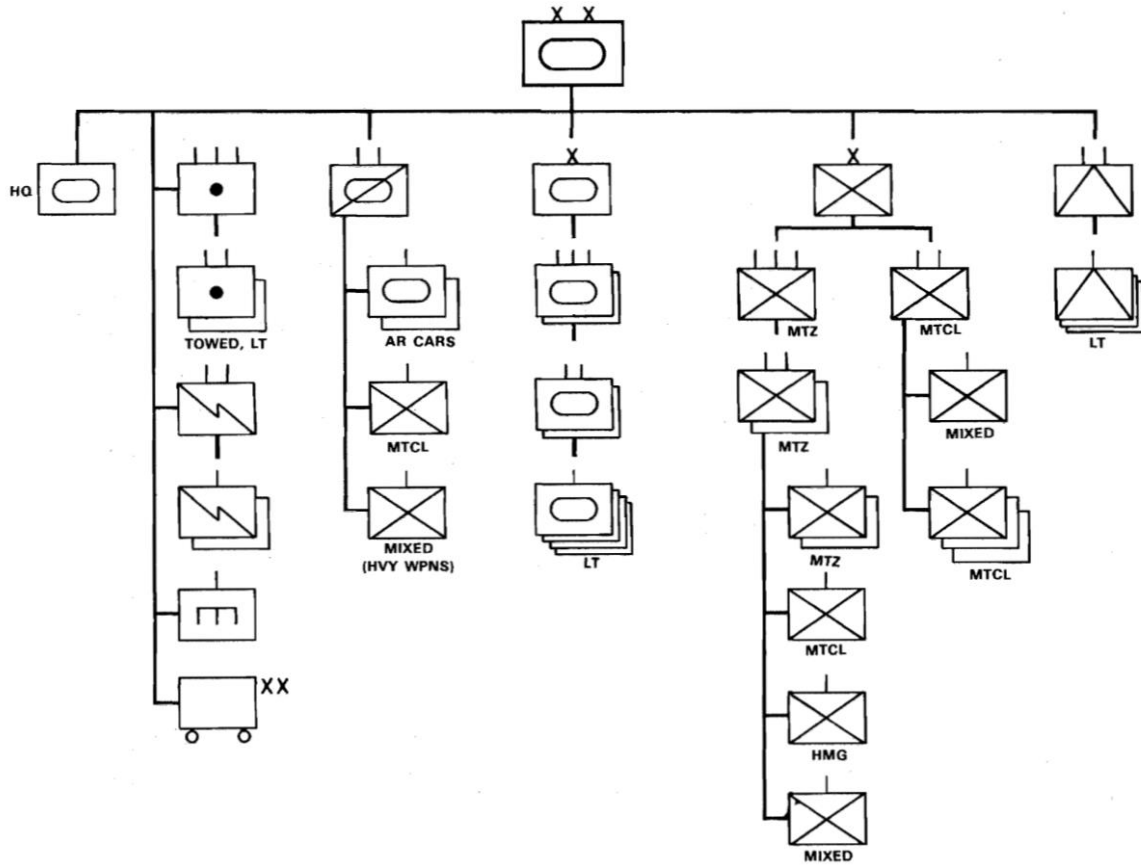 X X
HQ
X
X
TOWED, LT
AR CARS
MTZ
MTCL
LT
MTCL
MTZ
MIXED
MIXED
(HVY WPNS)
LT
MTZ
MTCL
MTCL
XX
HMG
MIXED